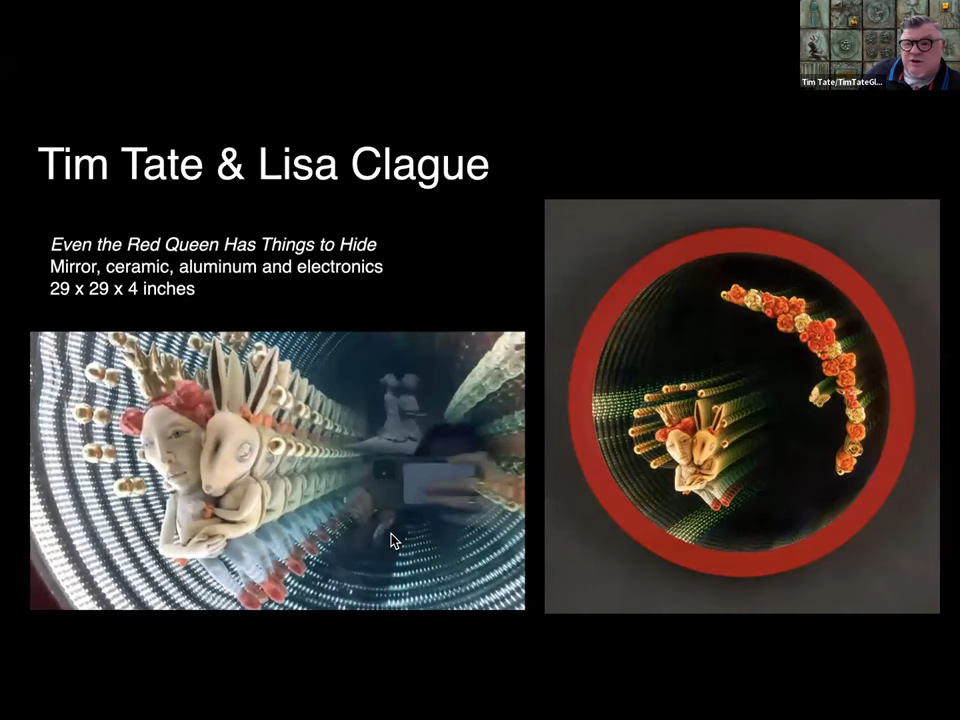 Tim Tate/TimTateGl...
Tim Tate & Lisa Clague
Even the Red Queen Has Things to Hide
Mirror, ceramic, aluminum and electronics
29 x 29 x 4 inches